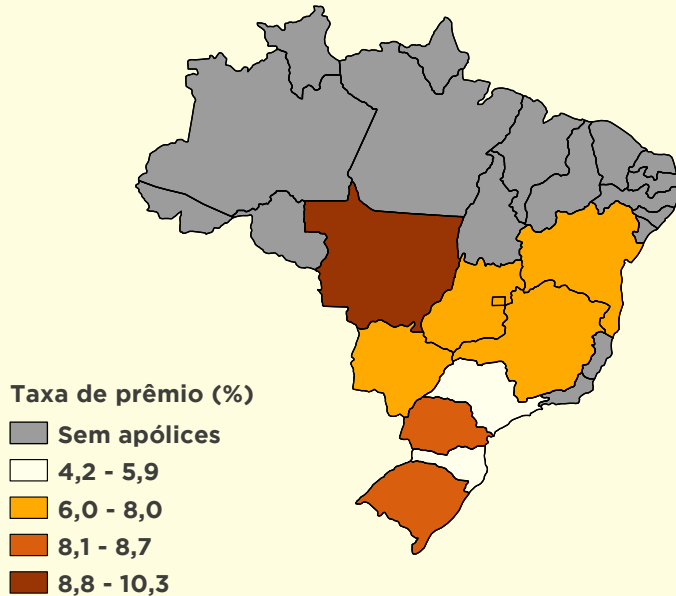 Taxa de prêmio (%)
Sem apólices
4,2 - 5,9
6,0 - 8,0
8,1 - 8,7
8,8 - 10,3